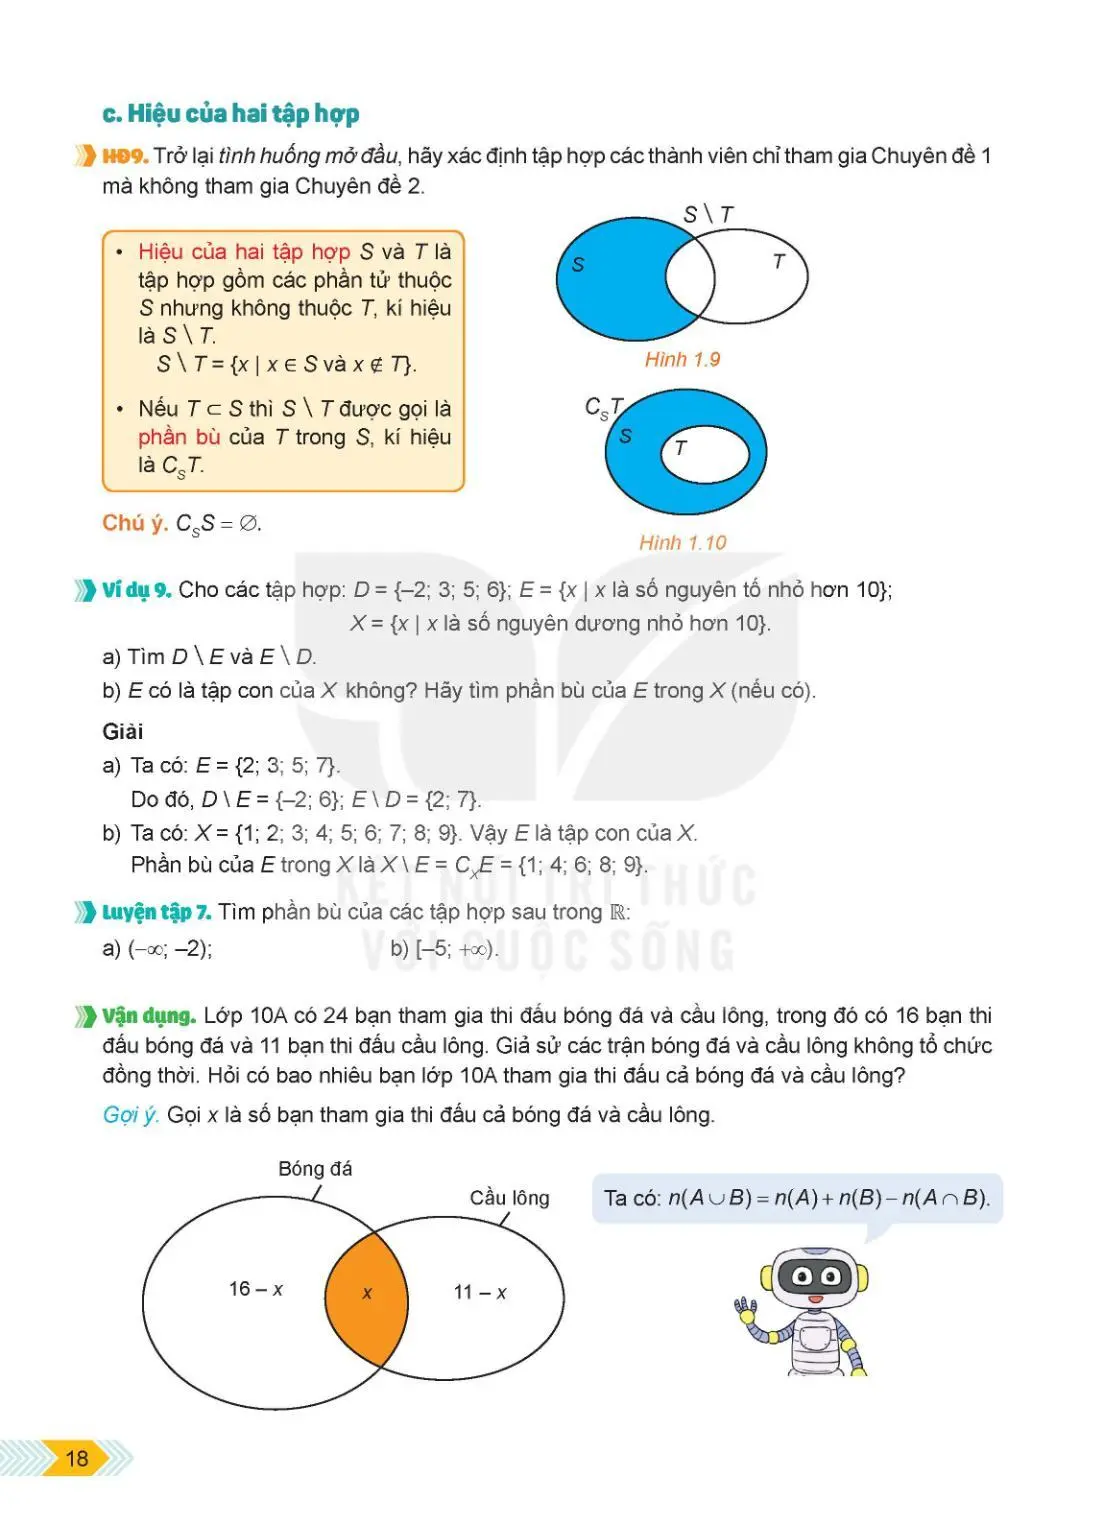 c. Hiệu của hai tập hợp
HĐ9. Trở lại tình huống mở đầu, hãy xác định tập hợp các thành viên chỉ tham gia Chuyên đề 1
mà không tham gia Chuyên đề 2.
• Hiệu của hai tập hợp S và T là
tập hợp gồm các phần tử thuộc
S nhưng không thuộc T, kí hiệu
là S \ T.
S \ T = {x | x ∈ S và x ∉ T}.
• Nếu T ⊂ S thì S \ T được gọi là
phần bù của T trong S, kí hiệu
là C_S T.
S \ T
S
T
Hình 1.9
C_S T
S
T
Hình 1.10
Chú ý. C_S S = ∅.
Ví dụ 9. Cho các tập hợp: D = {–2; 3; 5; 6}; E = {x | x là số nguyên tố nhỏ hơn 10};
X = {x | x là số nguyên dương nhỏ hơn 10}.
a) Tìm D \ E và E \ D.
b) E có là tập con của X không? Hãy tìm phần bù của E trong X (nếu có).
Giải
a) Ta có: E = {2; 3; 5; 7}.
Do đó, D \ E = {–2; 6}; E \ D = {2; 7}.
b) Ta có: X = {1; 2; 3; 4; 5; 6; 7; 8; 9}. Vậy E là tập con của X.
Phần bù của E trong X là X \ E = C_X E = {1; 4; 6; 8; 9}.
KẾT NỐI TRI THỨC
Luyện tập 7. Tìm phần bù của các tập hợp sau trong ℝ:
VỚI CUỘC SỐNG
a) (–∞; –2); b) [–5; +∞).
Vận dụng. Lớp 10A có 24 bạn tham gia thi đấu bóng đá và cầu lông, trong đó có 16 bạn thi
đấu bóng đá và 11 bạn thi đấu cầu lông. Giả sử các trận bóng đá và cầu lông không tổ chức
đồng thời. Hỏi có bao nhiêu bạn lớp 10A tham gia thi đấu cả bóng đá và cầu lông?
Gợi ý. Gọi x là số bạn tham gia thi đấu cả bóng đá và cầu lông.
Bóng đá
Cầu lông
16 – x
x
11 – x
Ta có: n(A ∪ B) = n(A) + n(B) – n(A ∩ B).
18